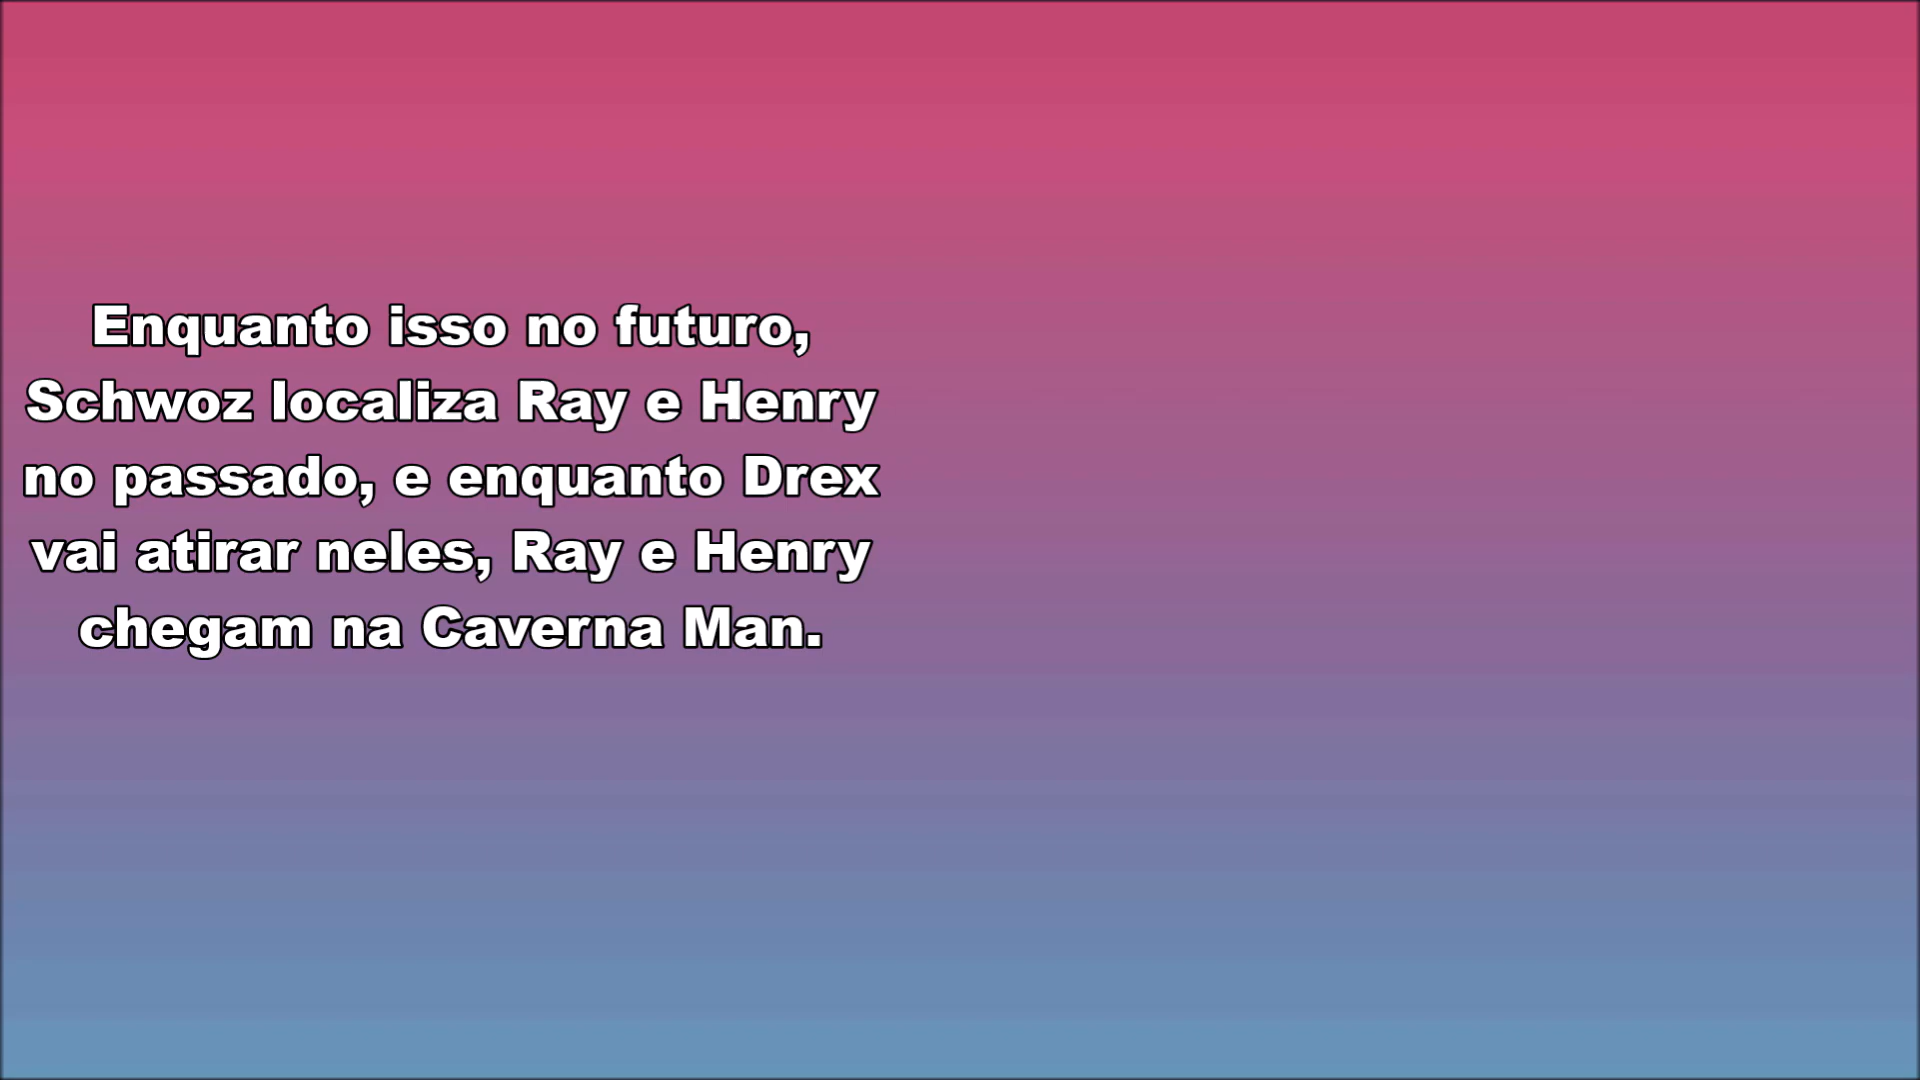 Enquanto isso no futuro,
Schwoz localiza Ray e Henry
no passado, e enquanto Drex
vai atirar neles, Ray e Henry
chegam na Caverna Man.